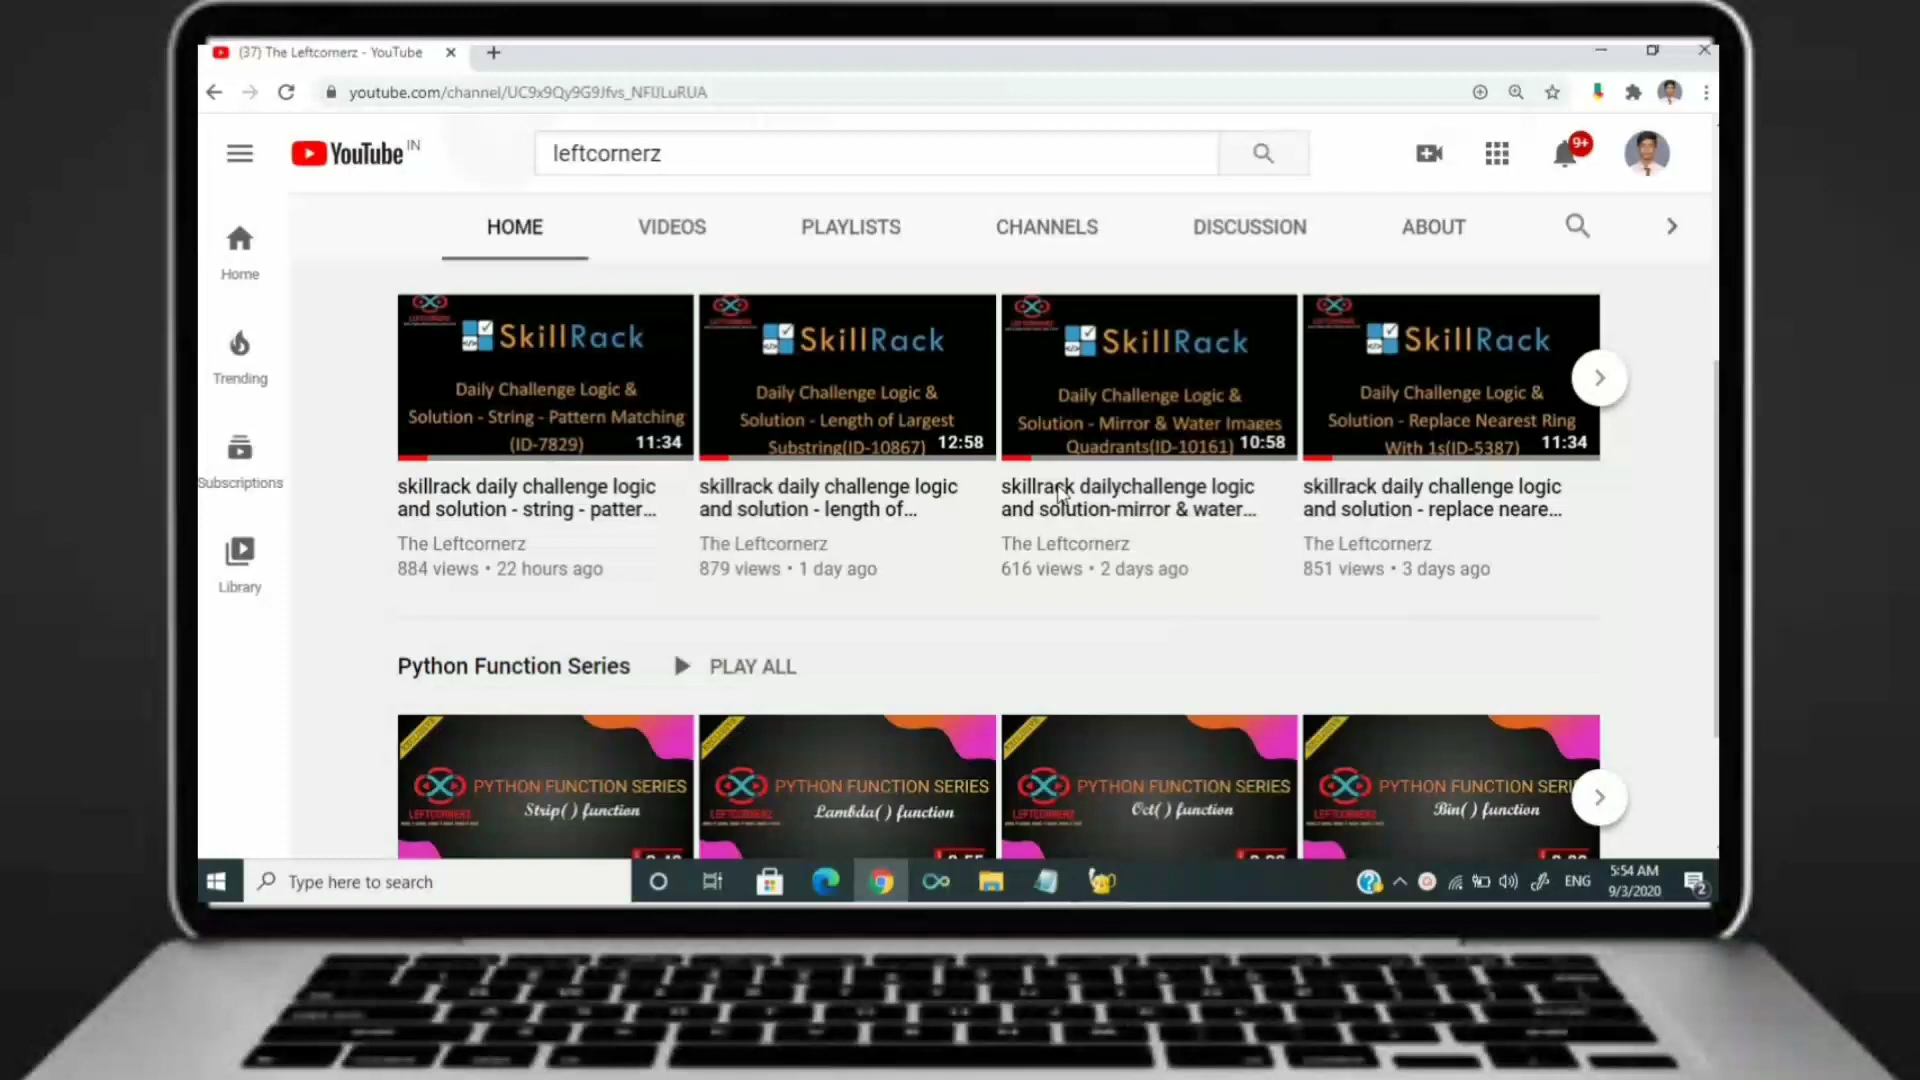 (37) The Leftcornerz - YouTube
youtube.com/channel/UC9x9Qy9G9Jfvs_NFIJLuRUA
YouTube IN
leftcornerz
9+
HOME VIDEOS PLAYLISTS CHANNELS DISCUSSION ABOUT
Home
Trending
Subscriptions
Library
SkillRack
Daily Challenge Logic &
Solution - String - Pattern Matching
(ID-7829)
11:34
SkillRack
Daily Challenge Logic &
Solution - Length of Largest
Substring(ID-10867)
12:58
SkillRack
Daily Challenge Logic &
Solution - Mirror & Water Images
Quadrants(ID-10161)
10:58
SkillRack
Daily Challenge Logic &
Solution - Replace Nearest Ring
With 1s(ID-5387)
11:34
skillrack daily challenge logic
and solution - string - patter...
The Leftcornerz
884 views • 22 hours ago
skillrack daily challenge logic
and solution - length of...
The Leftcornerz
879 views • 1 day ago
skillrack dailychallenge logic
and solution-mirror & water...
The Leftcornerz
616 views • 2 days ago
skillrack daily challenge logic
and solution - replace neare...
The Leftcornerz
851 views • 3 days ago
Python Function Series PLAY ALL
PYTHON FUNCTION SERIES
Strip( ) function
LEFTCORNERZ
PYTHON FUNCTION SERIES
Lambda( ) function
LEFTCORNERZ
PYTHON FUNCTION SERIES
Oct( ) function
LEFTCORNERZ
PYTHON FUNCTION SERI
Bin( ) function
LEFTCORNERZ
Type here to search
ENG
5:54 AM
9/3/2020
2